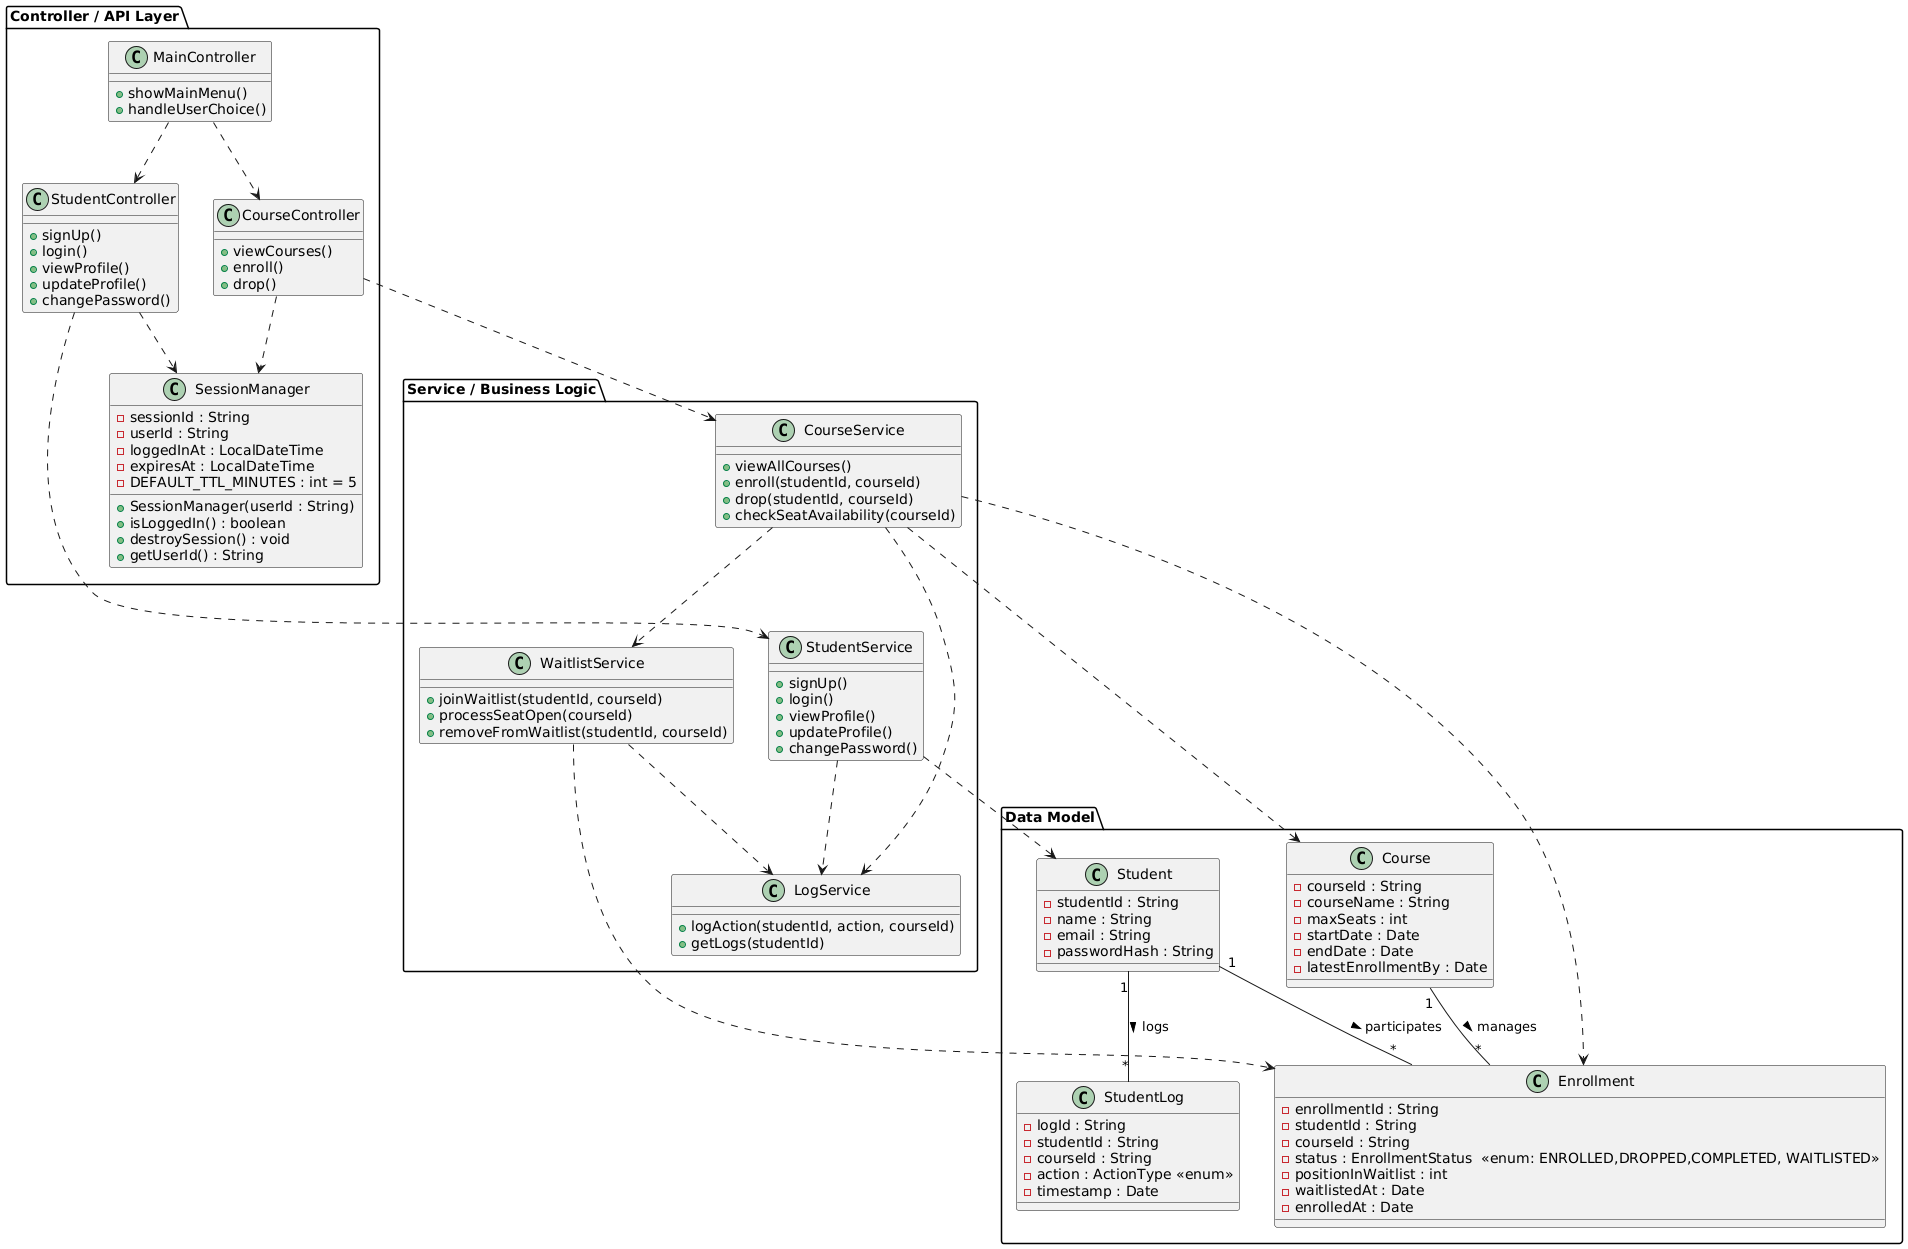 Controller / API Layer
C MainController
showMainMenu()
handleUserChoice()
C StudentController
signUp()
login()
viewProfile()
updateProfile()
changePassword()
C CourseController
viewCourses()
enroll()
drop()
C SessionManager
sessionId : String
userId : String
loggedInAt : LocalDateTime
expiresAt : LocalDateTime
DEFAULT_TTL_MINUTES : int = 5
SessionManager(userId : String)
isLoggedIn() : boolean
destroySession() : void
getUserId() : String
Service / Business Logic
C CourseService
viewAllCourses()
enroll(studentId, courseId)
drop(studentId, courseId)
checkSeatAvailability(courseId)
C WaitlistService
joinWaitlist(studentId, courseId)
processSeatOpen(courseId)
removeFromWaitlist(studentId, courseId)
C StudentService
signUp()
login()
viewProfile()
updateProfile()
changePassword()
C LogService
logAction(studentId, action, courseId)
getLogs(studentId)
Data Model
C Student
studentId : String
name : String
email : String
passwordHash : String
C Course
courseId : String
courseName : String
maxSeats : int
startDate : Date
endDate : Date
latestEnrollmentBy : Date
1
logs
*
1
participates
*
1
manages
*
C StudentLog
logId : String
studentId : String
courseId : String
action : ActionType «enum»
timestamp : Date
C Enrollment
enrollmentId : String
studentId : String
courseId : String
status : EnrollmentStatus «enum: ENROLLED,DROPPED,COMPLETED, WAITLISTED»
positionInWaitlist : int
waitlistedAt : Date
enrolledAt : Date